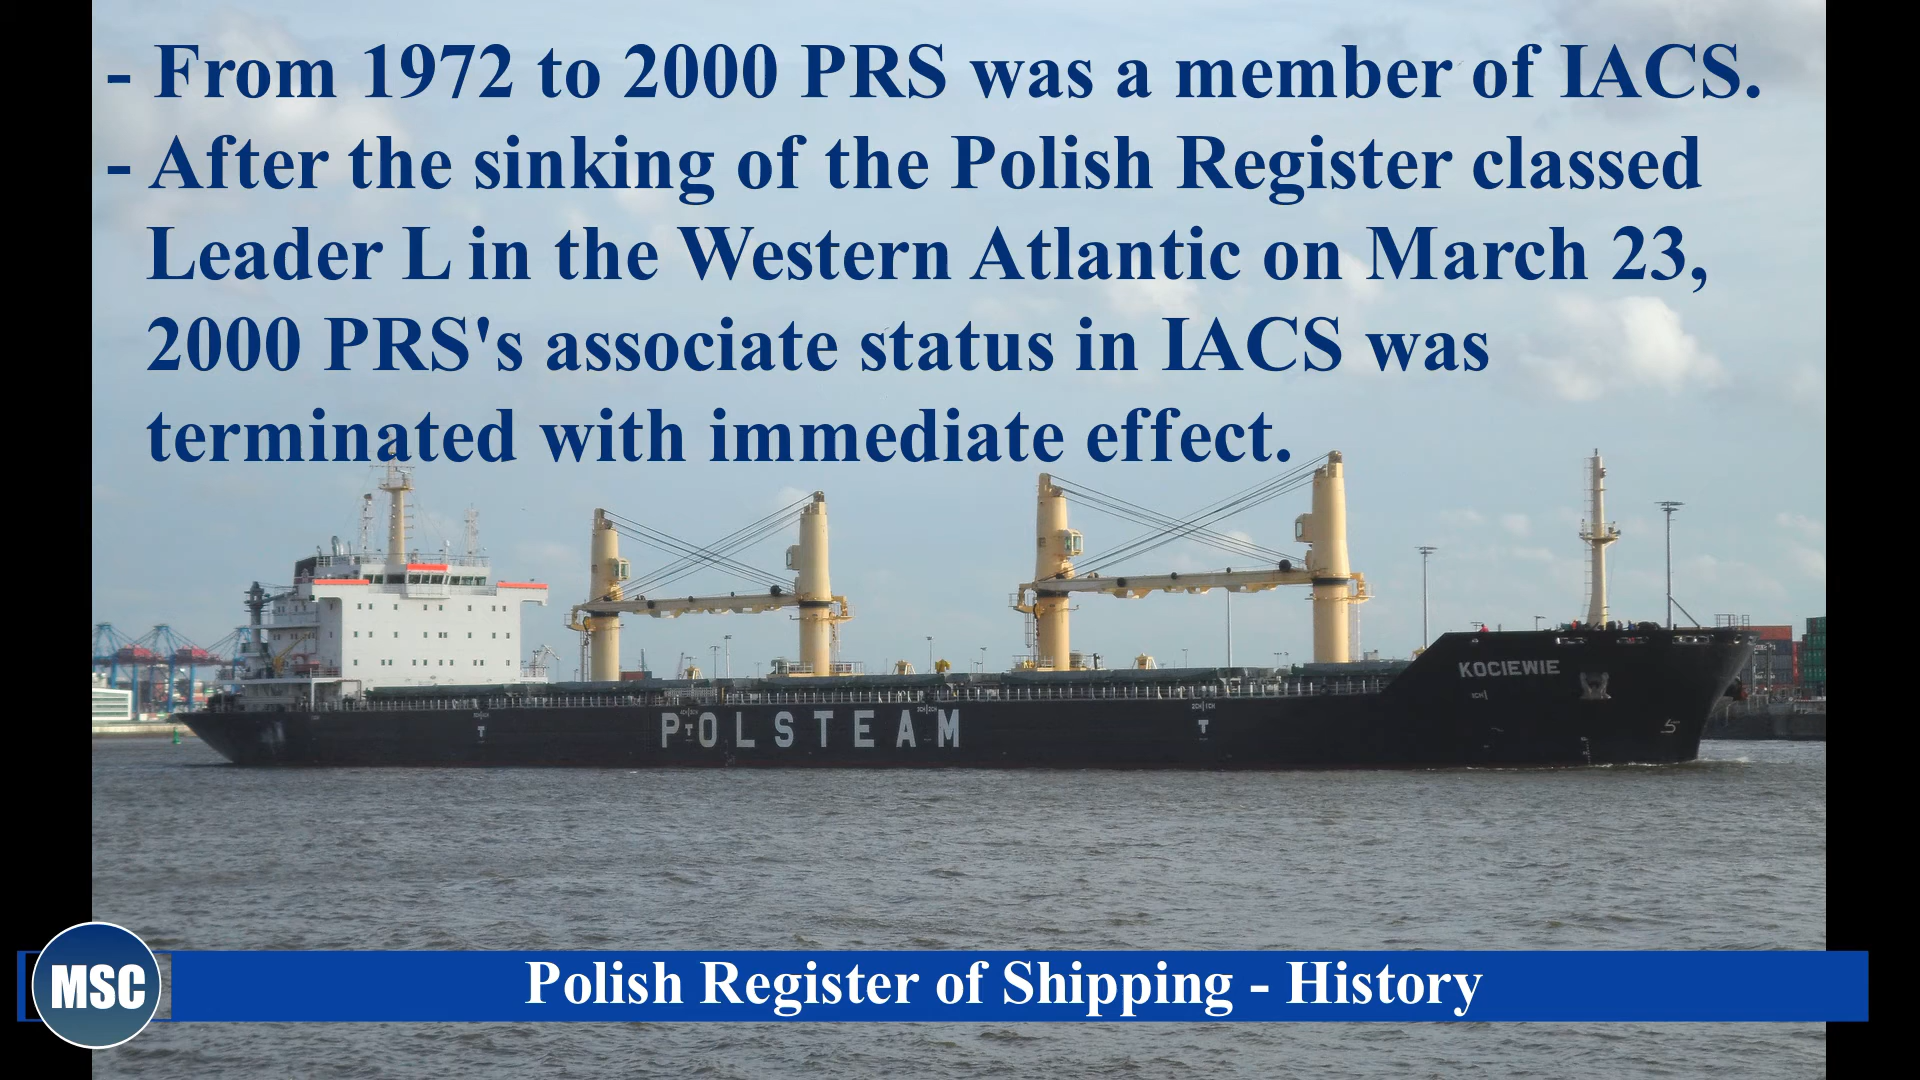 - From 1972 to 2000 PRS was a member of IACS.
- After the sinking of the Polish Register classed
Leader L in the Western Atlantic on March 23,
2000 PRS's associate status in IACS was
terminated with immediate effect.
KOCIEWIE
POLSTEAM
MSC
Polish Register of Shipping - History